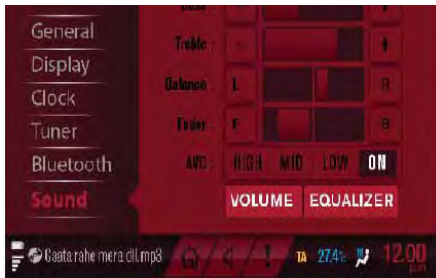 General
Display
Clock
Tuner
Bluetooth
Sound
Treble
Balance L R
Fader F
AVC HIGH MID LOW ON
VOLUME EQUALIZER
Gaata rahe mera dil.mp3 TA 27.4°c 12.00 pm